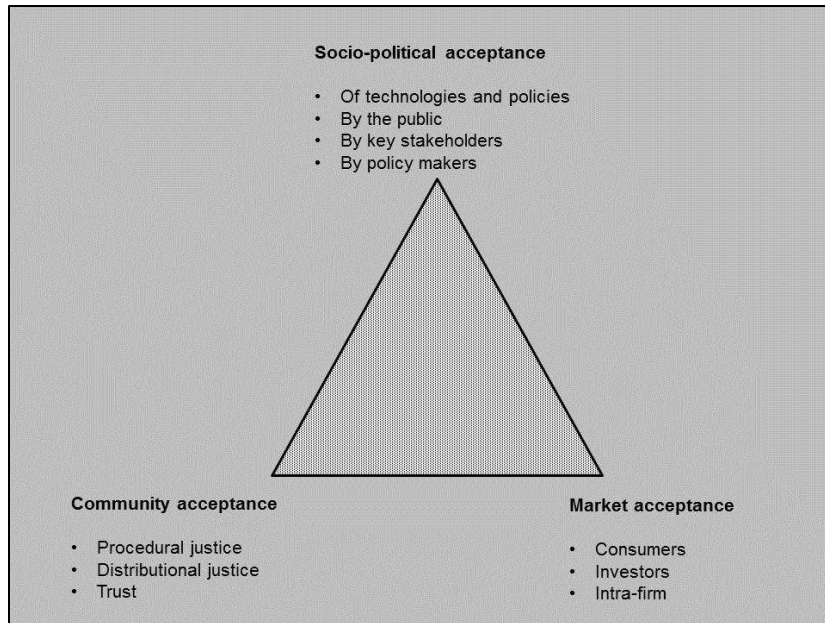 Socio-political acceptance
• Of technologies and policies
• By the public
• By key stakeholders
• By policy makers
Community acceptance
• Procedural justice
• Distributional justice
• Trust
Market acceptance
• Consumers
• Investors
• Intra-firm